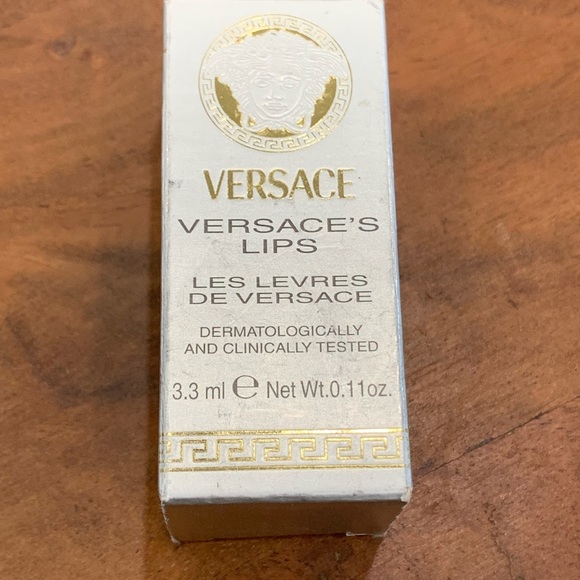 VERSACE
VERSACE'S
LIPS
LES LEVRES
DE VERSACE
DERMATOLOGICALLY
AND CLINICALLY TESTED
3.3 ml ℮ Net Wt.0.11oz.